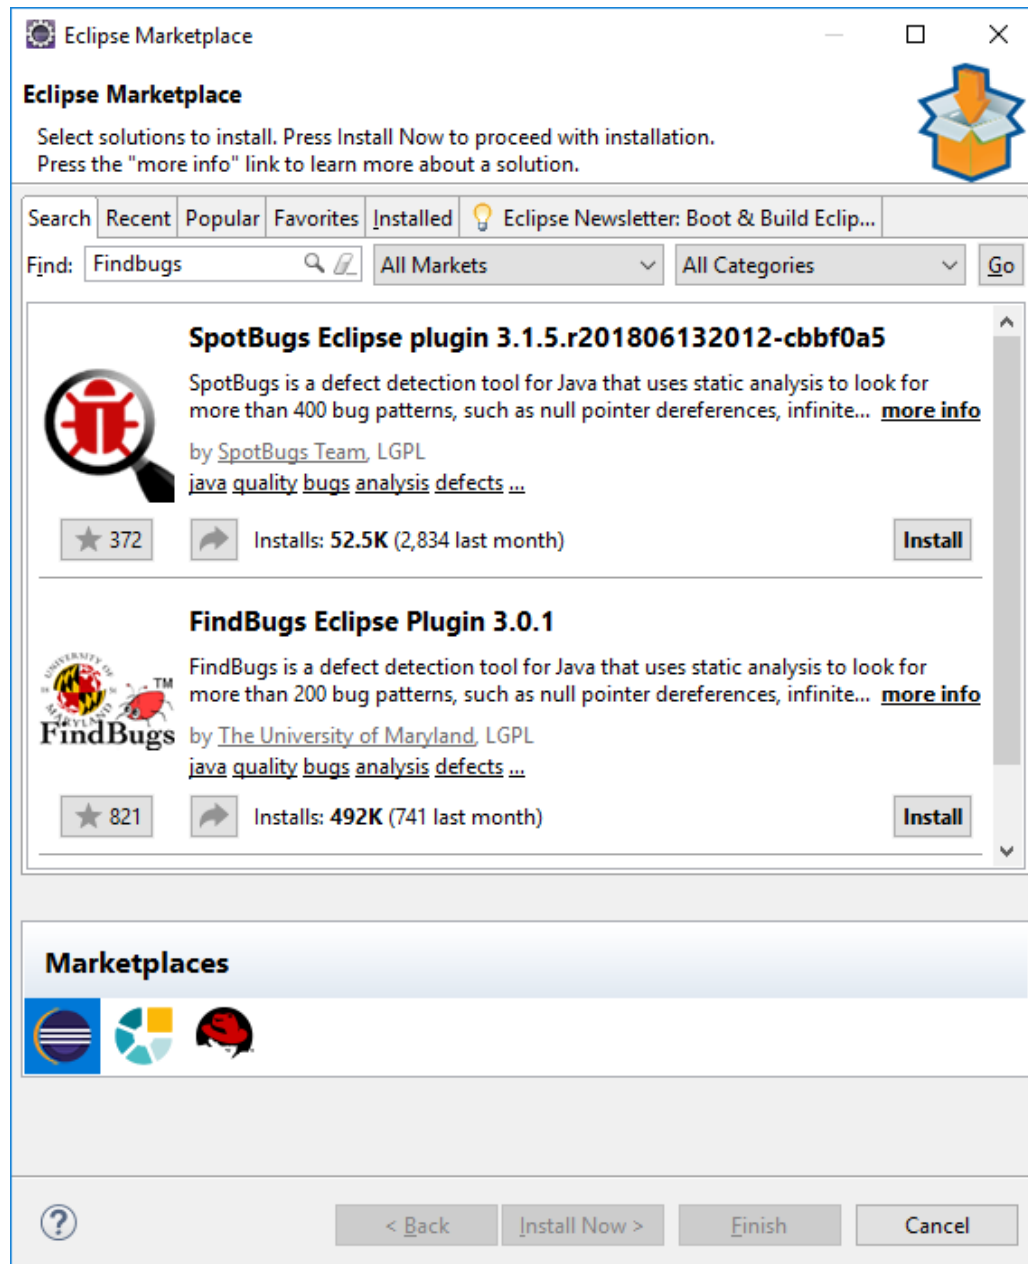 Eclipse Marketplace
Eclipse Marketplace
Select solutions to install. Press Install Now to proceed with installation.
Press the "more info" link to learn more about a solution.
Search Recent Popular Favorites Installed Eclipse Newsletter: Boot & Build Eclip...
Find: Findbugs All Markets All Categories Go
SpotBugs Eclipse plugin 3.1.5.r201806132012-cbbf0a5
SpotBugs is a defect detection tool for Java that uses static analysis to look for
more than 400 bug patterns, such as null pointer dereferences, infinite... more info
by SpotBugs Team, LGPL
java quality bugs analysis defects ...
372 Installs: 52.5K (2,834 last month) Install
FindBugs Eclipse Plugin 3.0.1
FindBugs is a defect detection tool for Java that uses static analysis to look for
more than 200 bug patterns, such as null pointer dereferences, infinite... more info
UNIVERSITY OF
MARYLAND
TM
FindBugs
by The University of Maryland, LGPL
java quality bugs analysis defects ...
821 Installs: 492K (741 last month) Install
Marketplaces
? < Back Install Now > Finish Cancel